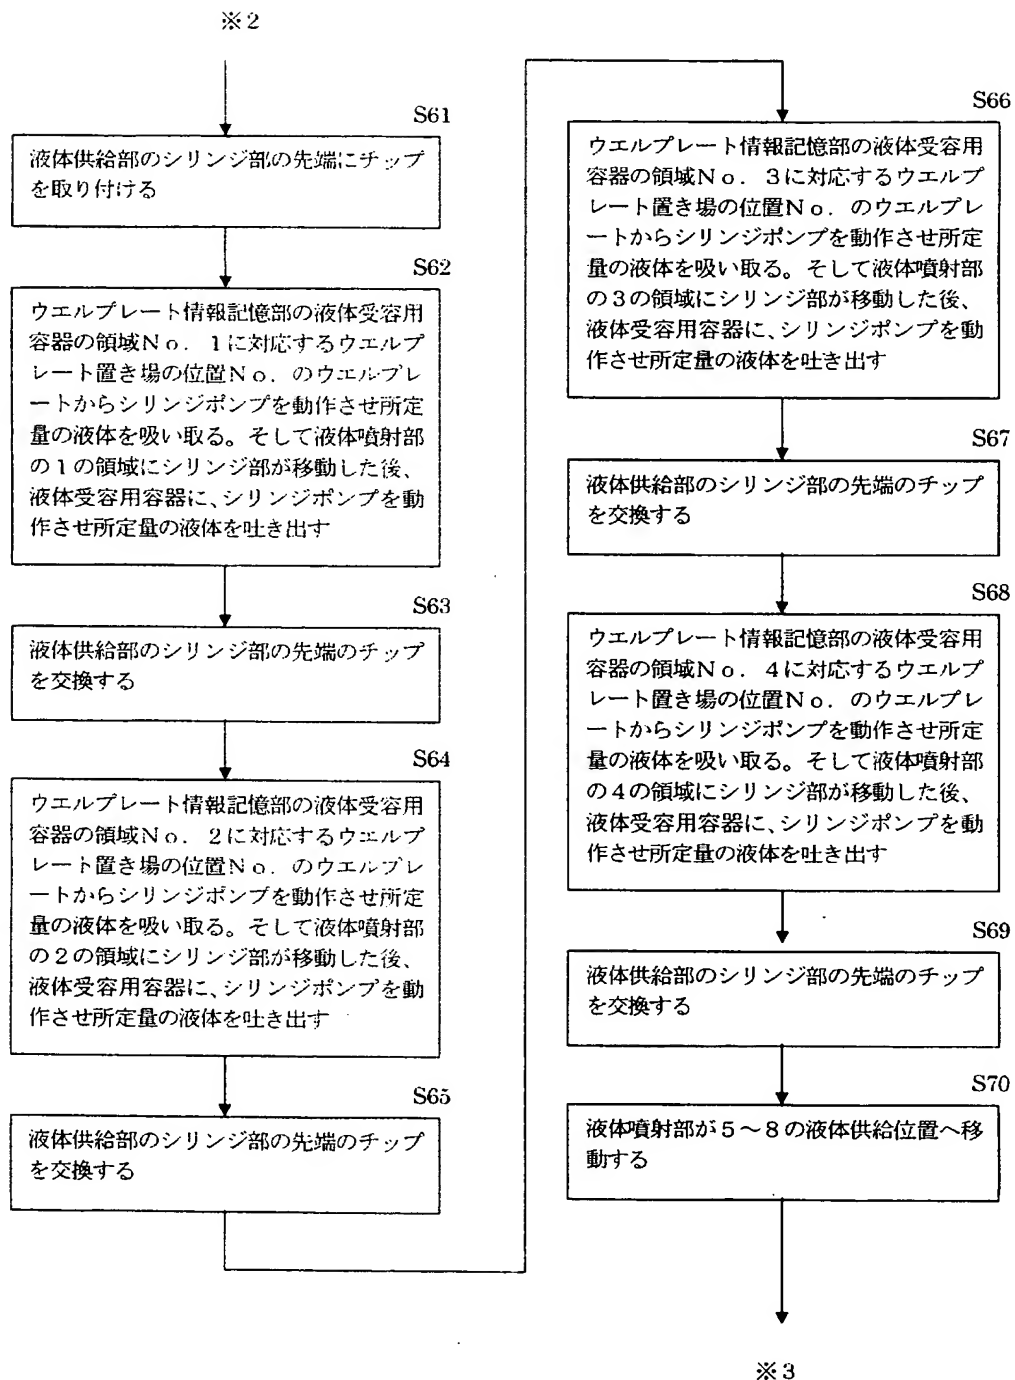 ※2
S61
液体供給部のシリンジ部の先端にチップ
を取り付ける
S62
ウエルプレート情報記憶部の液体受容用
容器の領域No．1に対応するウエルプ
レート置き場の位置No．のウエルプレ
ートからシリンジポンプを動作させ所定
量の液体を吸い取る。そして液体噴射部
の1の領域にシリンジ部が移動した後、
液体受容用容器に、シリンジポンプを動
作させ所定量の液体を吐き出す
S63
液体供給部のシリンジ部の先端のチップ
を交換する
S64
ウエルプレート情報記憶部の液体受容用
容器の領域No．2に対応するウエルプ
レート置き場の位置No．のウエルプレ
ートからシリンジポンプを動作させ所定
量の液体を吸い取る。そして液体噴射部
の2の領域にシリンジ部が移動した後、
液体受容用容器に、シリンジポンプを動
作させ所定量の液体を吐き出す
S65
液体供給部のシリンジ部の先端のチップ
を交換する
S66
ウエルプレート情報記憶部の液体受容用
容器の領域No．3に対応するウエルプ
レート置き場の位置No．のウエルプレ
ートからシリンジポンプを動作させ所定
量の液体を吸い取る。そして液体噴射部
の3の領域にシリンジ部が移動した後、
液体受容用容器に、シリンジポンプを動
作させ所定量の液体を吐き出す
S67
液体供給部のシリンジ部の先端のチップ
を交換する
S68
ウエルプレート情報記憶部の液体受容用
容器の領域No．4に対応するウエルプ
レート置き場の位置No．のウエルプレ
ートからシリンジポンプを動作させ所定
量の液体を吸い取る。そして液体噴射部
の4の領域にシリンジ部が移動した後、
液体受容用容器に、シリンジポンプを動
作させ所定量の液体を吐き出す
S69
液体供給部のシリンジ部の先端のチップ
を交換する
S70
液体噴射部が5～8の液体供給位置へ移
動する
※3